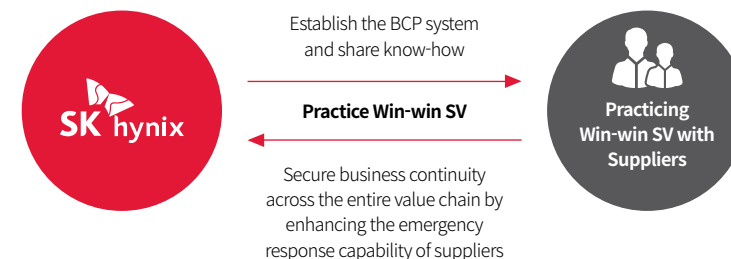 SK hynix
Establish the BCP system
and share know-how
Practice Win-win SV
Secure business continuity
across the entire value chain by
enhancing the emergency
response capability of suppliers
Practicing
Win-win SV with
Suppliers